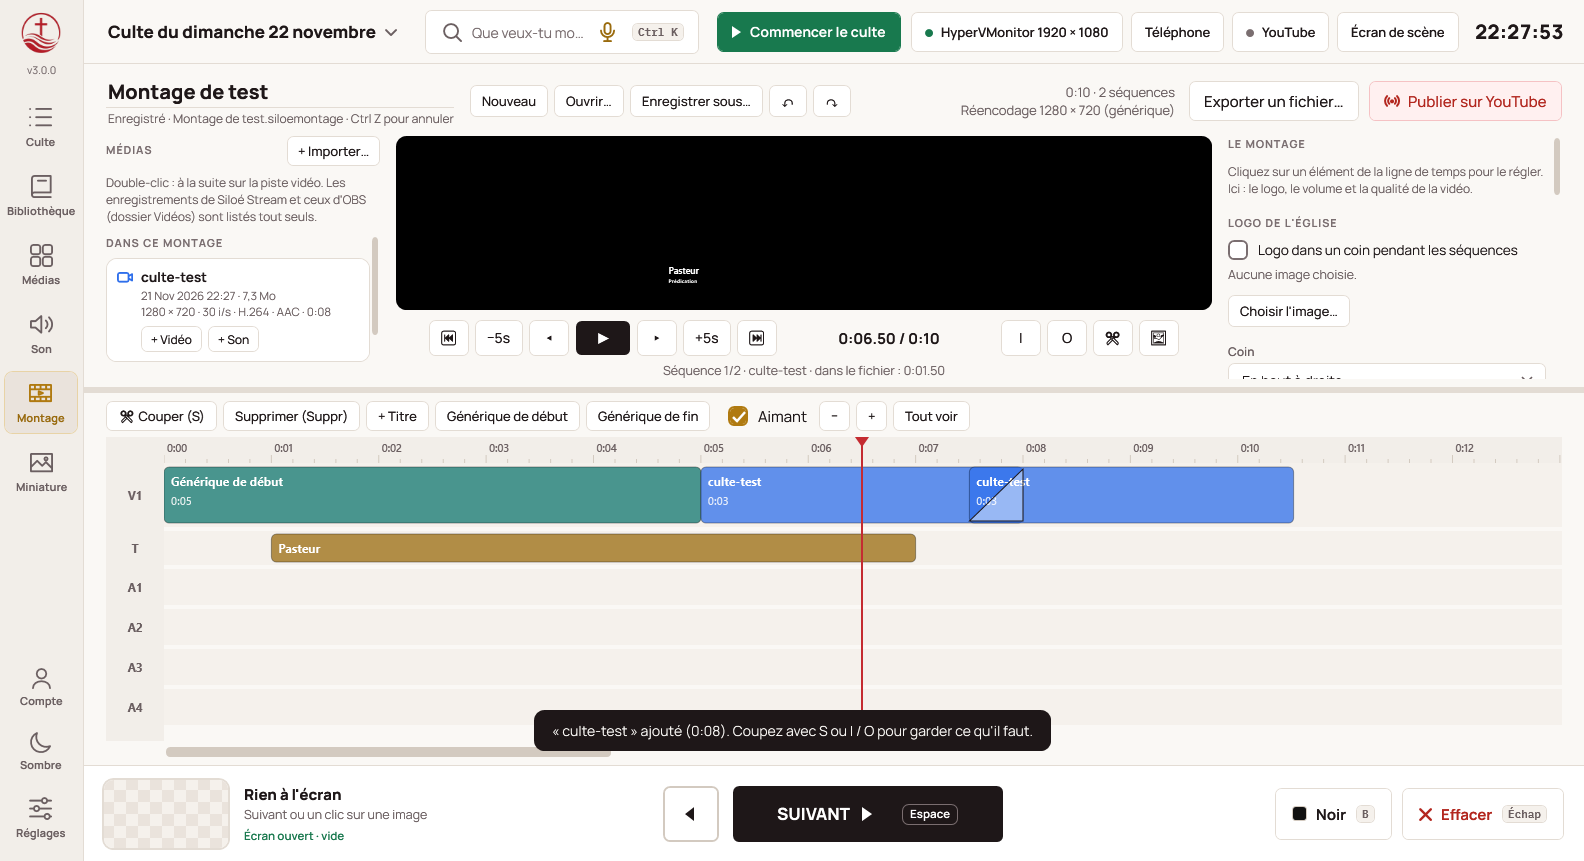 v3.0.0
Culte
Bibliothèque
Médias
Son
Montage
Miniature
Compte
Sombre
Réglages
Culte du dimanche 22 novembre
Que veux-tu mo...
Ctrl K
Commencer le culte
HyperVMonitor 1920 × 1080
Téléphone
YouTube
Écran de scène
22:27:53
Montage de test
Enregistré · Montage de test.siloemontage · Ctrl Z pour annuler
Nouveau
Ouvrir...
Enregistrer sous...
0:10 · 2 séquences
Réencodage 1280 × 720 (générique)
Exporter un fichier...
Publier sur YouTube
MÉDIAS
+ Importer...
Double-clic : à la suite sur la piste vidéo. Les
enregistrements de Siloé Stream et ceux d'OBS
(dossier Vidéos) sont listés tout seuls.
DANS CE MONTAGE
culte-test
21 Nov 2026 22:27 · 7,3 Mo
1280 × 720 · 30 i/s · H.264 · AAC · 0:08
+ Vidéo
+ Son
Pasteur
Prédication
−5s
+5s
0:06.50 / 0:10
I
O
Séquence 1/2 · culte-test · dans le fichier : 0:01.50
LE MONTAGE
Cliquez sur un élément de la ligne de temps pour le régler.
Ici : le logo, le volume et la qualité de la vidéo.
LOGO DE L'ÉGLISE
Logo dans un coin pendant les séquences
Aucune image choisie.
Choisir l'image...
Coin
En haut à droite
Couper (S)
Supprimer (Suppr)
+ Titre
Générique de début
Générique de fin
Aimant
−
+
Tout voir
0:00 0:01 0:02 0:03 0:04 0:05 0:06 0:07 0:08 0:09 0:10 0:11 0:12
V1
Générique de début
0:05
culte-test
0:03
culte-test
0:03
T
Pasteur
A1
A2
A3
A4
« culte-test » ajouté (0:08). Coupez avec S ou I / O pour garder ce qu'il faut.
Rien à l'écran
Suivant ou un clic sur une image
Écran ouvert · vide
SUIVANT
Espace
Noir
B
Effacer
Échap